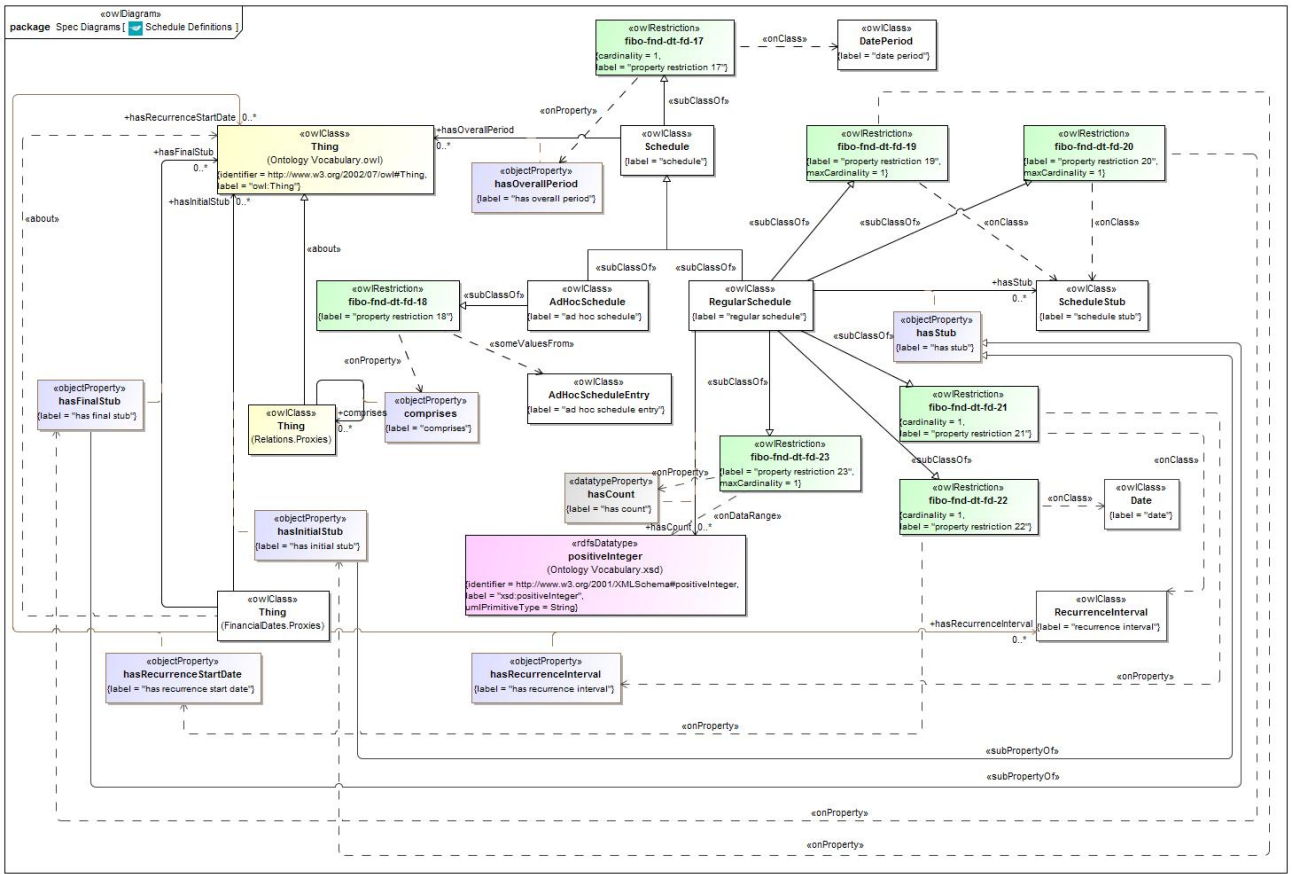 «owlDiagram»
package Spec Diagrams [ Schedule Definitions ]
«owlRestriction»
fibo-fnd-dt-fd-17
{cardinality = 1,
label = "property restriction 17"}
«onClass»
«owlClass»
DatePeriod
{label = "date period"}
«subClassOf»
«onProperty»
+hasRecurrenceStartDate 0..*
«owlClass»
Thing
(Ontology Vocabulary.owl)
{identifier = http://www.w3.org/2002/07/owl#Thing,
label = "owl:Thing"}
+hasOverallPeriod
0..*
«owlClass»
Schedule
{label = "schedule"}
«objectProperty»
hasOverallPeriod
{label = "has overall period"}
«owlRestriction»
fibo-fnd-dt-fd-19
{label = "property restriction 19",
maxCardinality = 1}
«owlRestriction»
fibo-fnd-dt-fd-20
{label = "property restriction 20",
maxCardinality = 1}
+hasFinalStub
0..*
+hasInitialStub 0..*
«about»
«about»
«subClassOf»
«subClassOf»
«onClass»
«onClass»
«subClassOf»
«subClassOf»
«owlRestriction»
fibo-fnd-dt-fd-18
{label = "property restriction 18"}
«subClassOf»
«owlClass»
AdHocSchedule
{label = "ad hoc schedule"}
«owlClass»
RegularSchedule
{label = "regular schedule"}
+hasStub
0..*
«owlClass»
ScheduleStub
{label = "schedule stub"}
«objectProperty»
hasStub
{label = "has stub"}
«subClassOf»
«someValuesFrom»
«onProperty»
«owlClass»
AdHocScheduleEntry
{label = "ad hoc schedule entry"}
«subClassOf»
«objectProperty»
hasFinalStub
{label = "has final stub"}
«owlClass»
Thing
(Relations.Proxies)
+comprises
0..*
«objectProperty»
comprises
{label = "comprises"}
«owlRestriction»
fibo-fnd-dt-fd-21
{cardinality = 1,
label = "property restriction 21"}
«owlRestriction»
fibo-fnd-dt-fd-23
{label = "property restriction 23",
maxCardinality = 1}
«subClassOf»
«onClass»
«onProperty»
«datatypeProperty»
hasCount
{label = "has count"}
«owlRestriction»
fibo-fnd-dt-fd-22
{cardinality = 1,
label = "property restriction 22"}
«onClass»
«owlClass»
Date
{label = "date"}
«onDataRange»
+hasCount 0..*
«objectProperty»
hasInitialStub
{label = "has initial stub"}
«rdfsDatatype»
positiveInteger
(Ontology Vocabulary.xsd)
{identifier = http://www.w3.org/2001/XMLSchema#positiveInteger,
label = "xsd:positiveInteger",
umlPrimitiveType = String}
«owlClass»
Thing
(FinancialDates.Proxies)
+hasRecurrenceInterval
0..*
«owlClass»
RecurrenceInterval
{label = "recurrence interval"}
«objectProperty»
hasRecurrenceStartDate
{label = "has recurrence start date"}
«objectProperty»
hasRecurrenceInterval
{label = "has recurrence interval"}
«onProperty»
«onProperty»
«subPropertyOf»
«subPropertyOf»
«onProperty»
«onProperty»